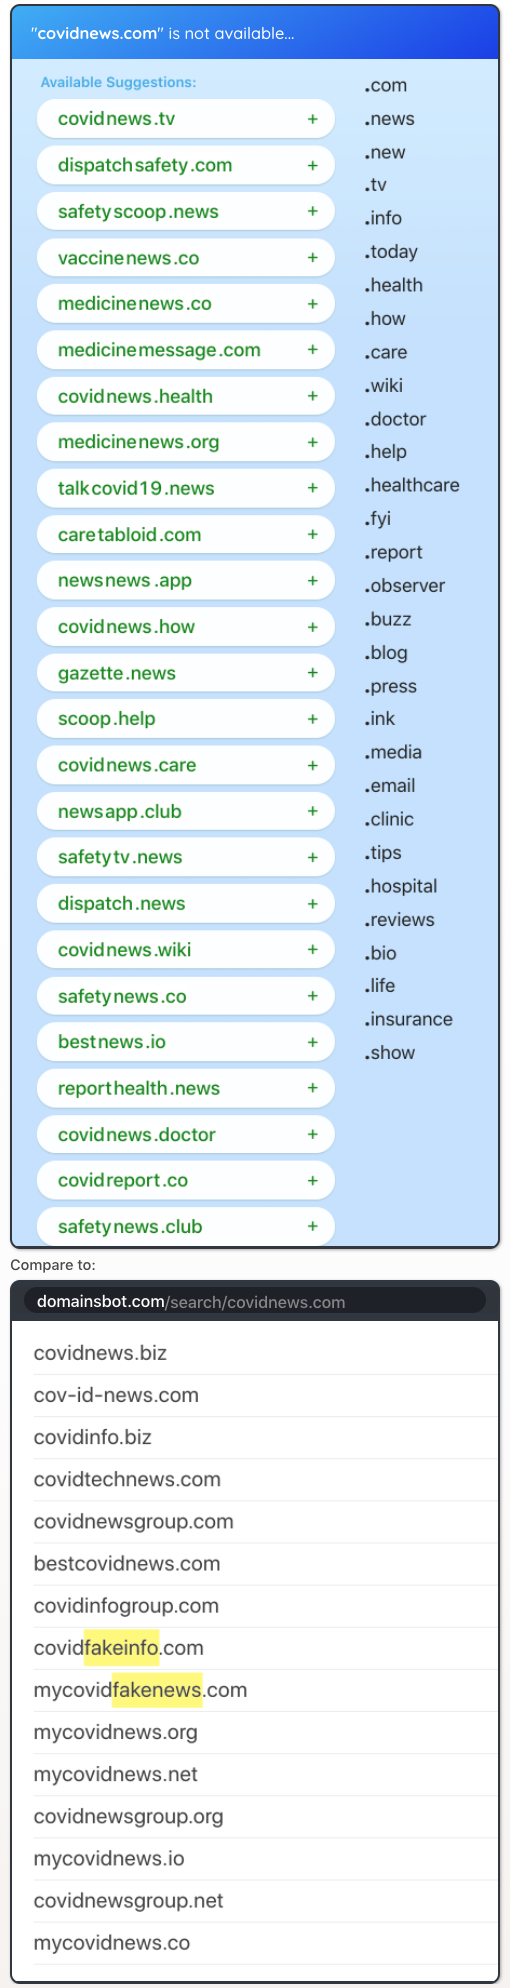 "covidnews.com" is not available...
Available Suggestions:
covidnews.tv +
dispatchsafety.com +
safetyscoop.news +
vaccinenews.co +
medicinenews.co +
medicinemessage.com +
covidnews.health +
medicinenews.org +
talkcovid19.news +
caretabloid.com +
newsnews.app +
covidnews.how +
gazette.news +
scoop.help +
covidnews.care +
newsapp.club +
safetytv.news +
dispatch.news +
covidnews.wiki +
safetynews.co +
bestnews.io +
reporthealth.news +
covidnews.doctor +
covidreport.co +
safetynews.club +
.com
.news
.new
.tv
.info
.today
.health
.how
.care
.wiki
.doctor
.help
.healthcare
.fyi
.report
.observer
.buzz
.blog
.press
.ink
.media
.email
.clinic
.tips
.hospital
.reviews
.bio
.life
.insurance
.show
Compare to:
domainsbot.com/search/covidnews.com
covidnews.biz
cov-id-news.com
covidinfo.biz
covidtechnews.com
covidnewsgroup.com
bestcovidnews.com
covidinfogroup.com
covidfakeinfo.com
mycovidfakenews.com
mycovidnews.org
mycovidnews.net
covidnewsgroup.org
mycovidnews.io
covidnewsgroup.net
mycovidnews.co